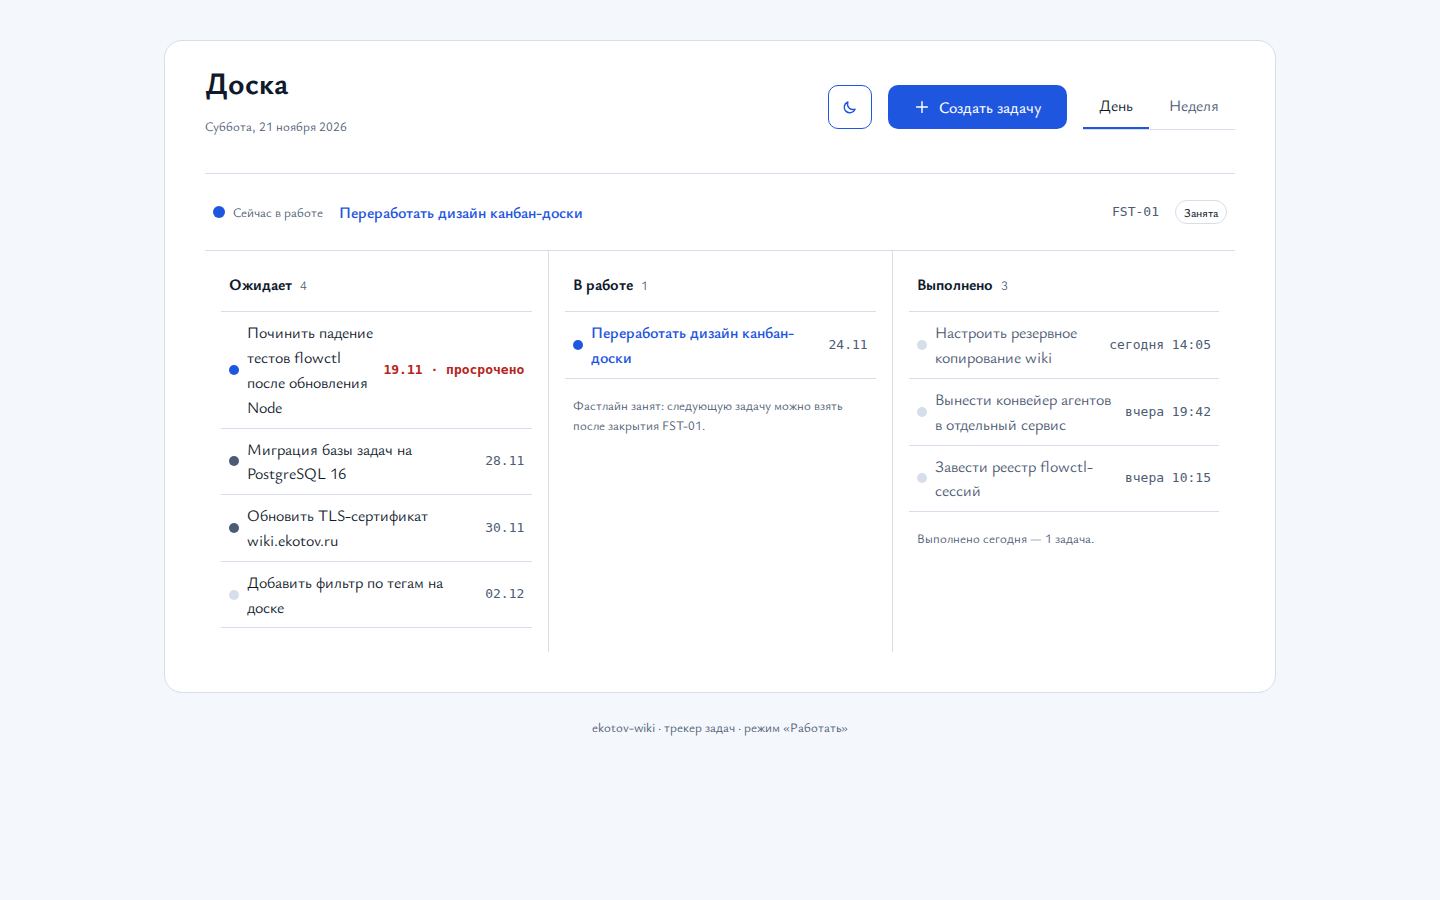 Доска
Суббота, 21 ноября 2026
Создать задачу
День
Неделя
Сейчас в работе
Переработать дизайн канбан-доски
FST-01
Занята
Ожидает 4
Починить падение
тестов flowctl
после обновления
Node
19.11 · просрочено
Миграция базы задач на
PostgreSQL 16
28.11
Обновить TLS-сертификат
wiki.ekotov.ru
30.11
Добавить фильтр по тегам на
доске
02.12
В работе 1
Переработать дизайн канбан-
доски
24.11
Фастлайн занят: следующую задачу можно взять
после закрытия FST-01.
Выполнено 3
Настроить резервное
копирование wiki
сегодня 14:05
Вынести конвейер агентов
в отдельный сервис
вчера 19:42
Завести реестр flowctl-
сессий
вчера 10:15
Выполнено сегодня — 1 задача.
ekotov-wiki · трекер задач · режим «Работать»